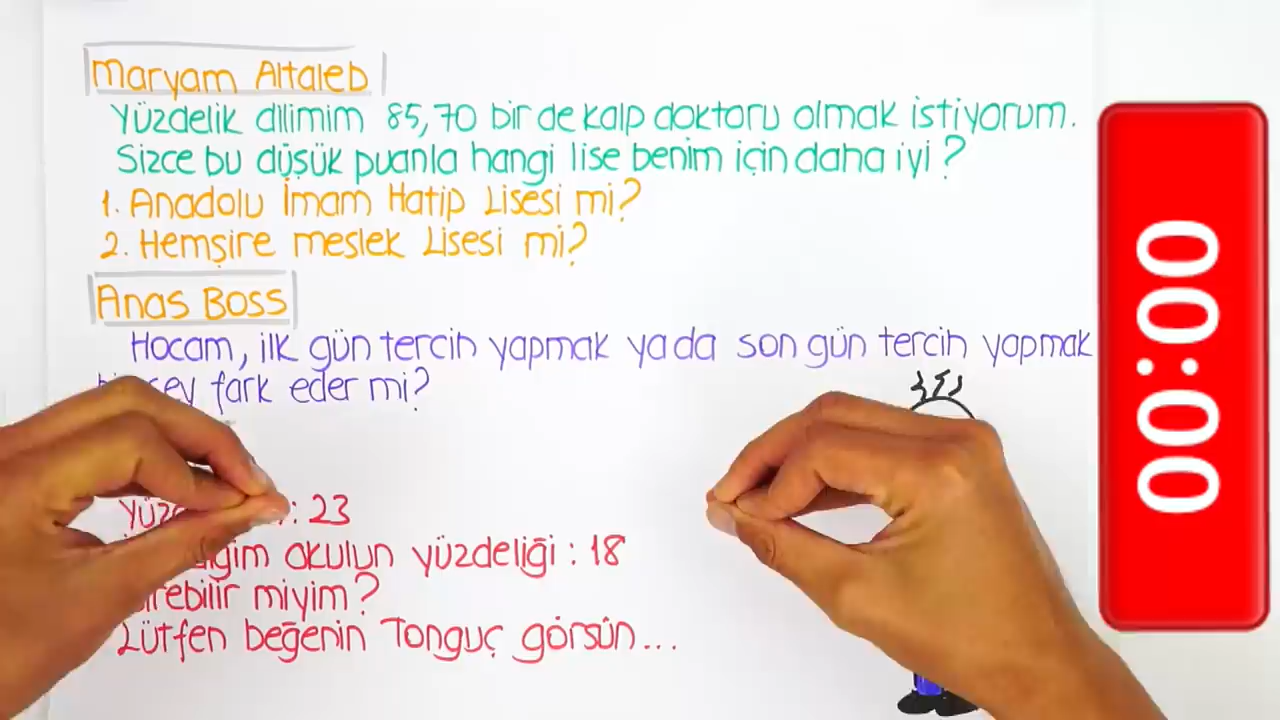 Maryam Altaleb
Yüzdelik dilimim 85,70 bir de kalp doktoru olmak istiyorum.
Sizce bu düşük puanla hangi lise benim için daha iyi?
1. Anadolu İmam Hatip Lisesi mi?
2. Hemşire meslek Lisesi mi?
Anas Boss
Hocam, ilk gün tercih yapmak ya da son gün tercih yapmak
fark eder mi?
: 23
okulun yüzdeliği : 18
miyim?
Lütfen beğenin Tonguç görsün...
00:00